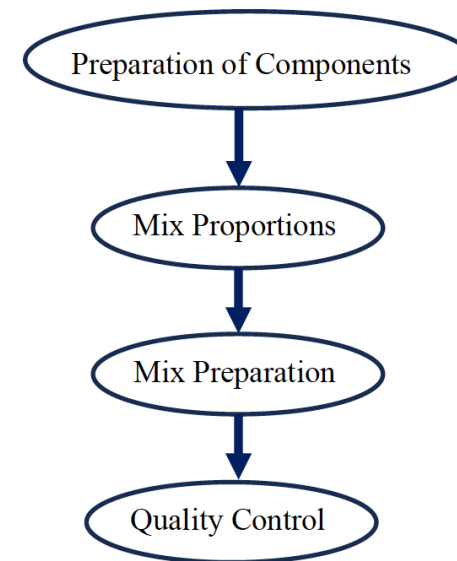 Preparation of Components
Mix Proportions
Mix Preparation
Quality Control